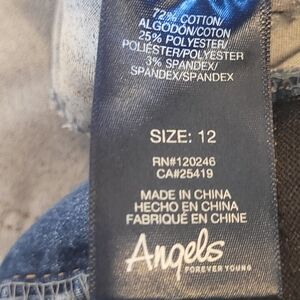 72% COTTON/
ALGODÓN/COTON
25% POLYESTER/
POLIÉSTER/POLYESTER
3% SPANDEX/
SPANDEX/SPANDEX
SIZE: 12
RN#120246
CA#25419
MADE IN CHINA
HECHO EN CHINA
FABRIQUÉ EN CHINE
Angels
FOREVER YOUNG